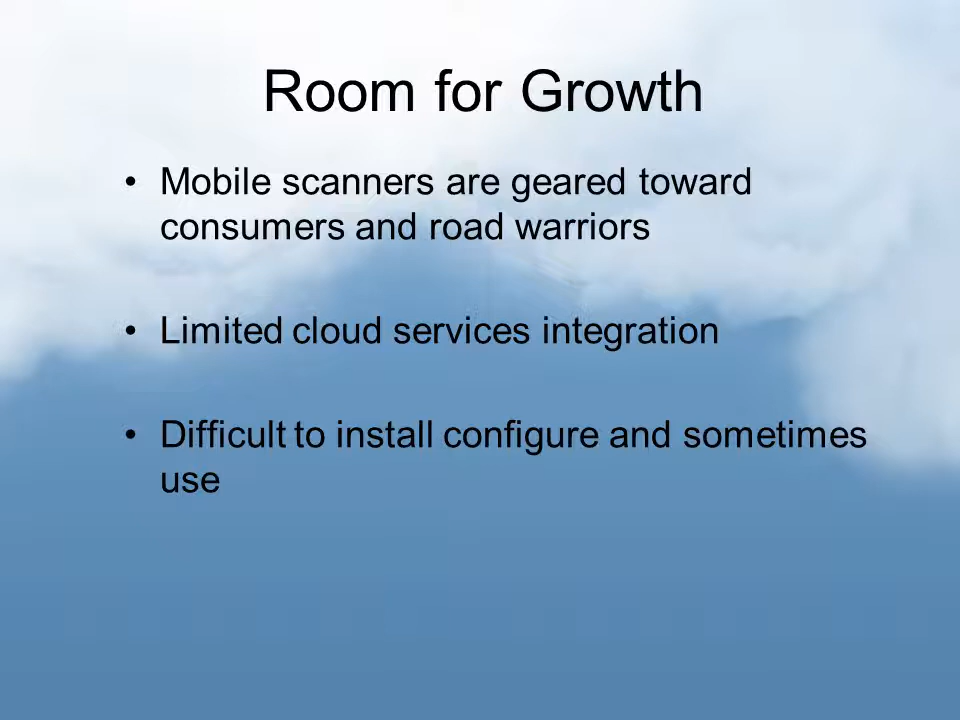 Room for Growth
• Mobile scanners are geared toward
consumers and road warriors
• Limited cloud services integration
• Difficult to install configure and sometimes
use